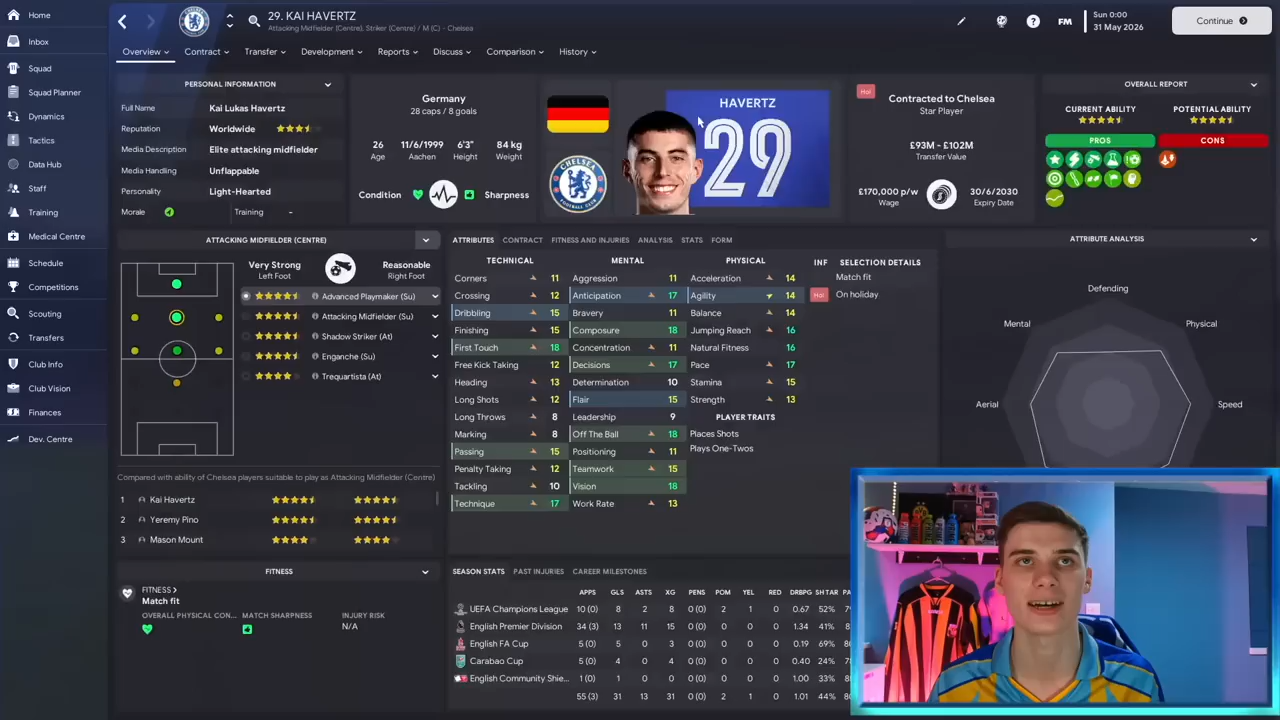 Home
Inbox
Squad
Squad Planner
Dynamics
Tactics
Data Hub
Staff
Training
Medical Centre
Schedule
Competitions
Scouting
Transfers
Club Info
Club Vision
Finances
Dev. Centre
29. KAI HAVERTZ
Attacking Midfielder (Centre), Striker (Centre) / M (C) - Chelsea
FM
Sun 0:00
31 May 2026
Continue
Overview
Contract
Transfer
Development
Reports
Discuss
Comparison
History
PERSONAL INFORMATION
Full Name Kai Lukas Havertz
Reputation Worldwide
Media Description Elite attacking midfielder
Media Handling Unflappable
Personality Light-Hearted
Morale Training -
Germany
28 caps / 8 goals
26 11/6/1999 6'3" 84 kg
Age Aachen Height Weight
Condition Sharpness
CHELSEA
FOOTBALL CLUB
HAVERTZ
29
Hol
Contracted to Chelsea
Star Player
£93M - £102M
Transfer Value
£170,000 p/w 30/6/2030
Wage Expiry Date
OVERALL REPORT
CURRENT ABILITY POTENTIAL ABILITY
PROS CONS
ATTACKING MIDFIELDER (CENTRE)
Very Strong
Left Foot
Reasonable
Right Foot
Advanced Playmaker (Su)
Attacking Midfielder (Su)
Shadow Striker (At)
Enganche (Su)
Trequartista (At)
Compared with ability of Chelsea players suitable to play as Attacking Midfielder (Centre)
1 Kai Havertz
2 Yeremy Pino
3 Mason Mount
FITNESS
FITNESS >
Match fit
OVERALL PHYSICAL CON... MATCH SHARPNESS INJURY RISK
N/A
ATTRIBUTES CONTRACT FITNESS AND INJURIES ANALYSIS STATS FORM
TECHNICAL
Corners 11
Crossing 12
Dribbling 15
Finishing 15
First Touch 18
Free Kick Taking 12
Heading 13
Long Shots 12
Long Throws 8
Marking 8
Passing 15
Penalty Taking 12
Tackling 10
Technique 17
MENTAL
Aggression 11
Anticipation 17
Bravery 11
Composure 18
Concentration 11
Decisions 17
Determination 10
Flair 15
Leadership 9
Off The Ball 18
Positioning 11
Teamwork 15
Vision 18
Work Rate 13
PHYSICAL
Acceleration 14
Agility 14
Balance 14
Jumping Reach 16
Natural Fitness 16
Pace 17
Stamina 15
Strength 13
PLAYER TRAITS
Places Shots
Plays One-Twos
INF SELECTION DETAILS
Match fit
Hol On holiday
ATTRIBUTE ANALYSIS
Defending
Mental
Physical
Aerial
Speed
SEASON STATS PAST INJURIES CAREER MILESTONES
APPS GLS ASTS XG PENS POM YEL RED DRBPG SH TAR PA
UEFA Champions League 10 (0) 8 2 8 0 (0) 2 1 0 0.67 52%
English Premier Division 34 (3) 13 11 15 0 (0) 0 0 0 1.34 41%
English FA Cup 5 (0) 5 0 3 0 (0) 0 0 0 0.19 69%
Carabao Cup 5 (0) 4 0 4 0 (0) 0 0 0 0.40 24%
English Community Shie... 1 (0) 1 0 0 0 (0) 0 0 0 1.00 33%
55 (3) 31 13 31 0 (0) 2 1 0 1.01 44%